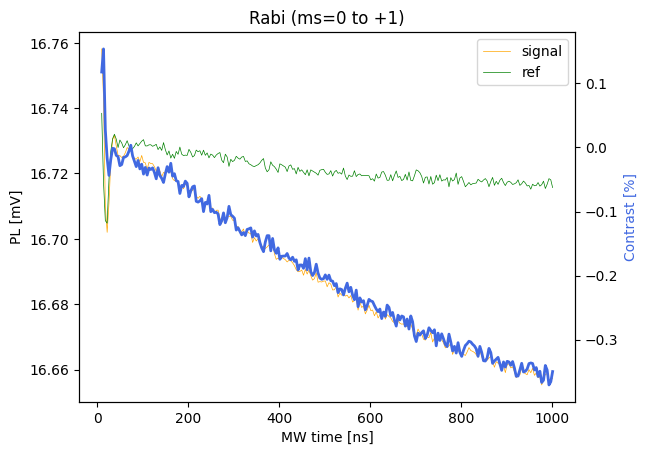 Rabi (ms=0 to +1)
signal
ref
PL [mV]
16.76
16.74
16.72
16.70
16.68
16.66
0.1
0.0
−0.1
−0.2
−0.3
Contrast [%]
0
200
400
600
800
1000
MW time [ns]